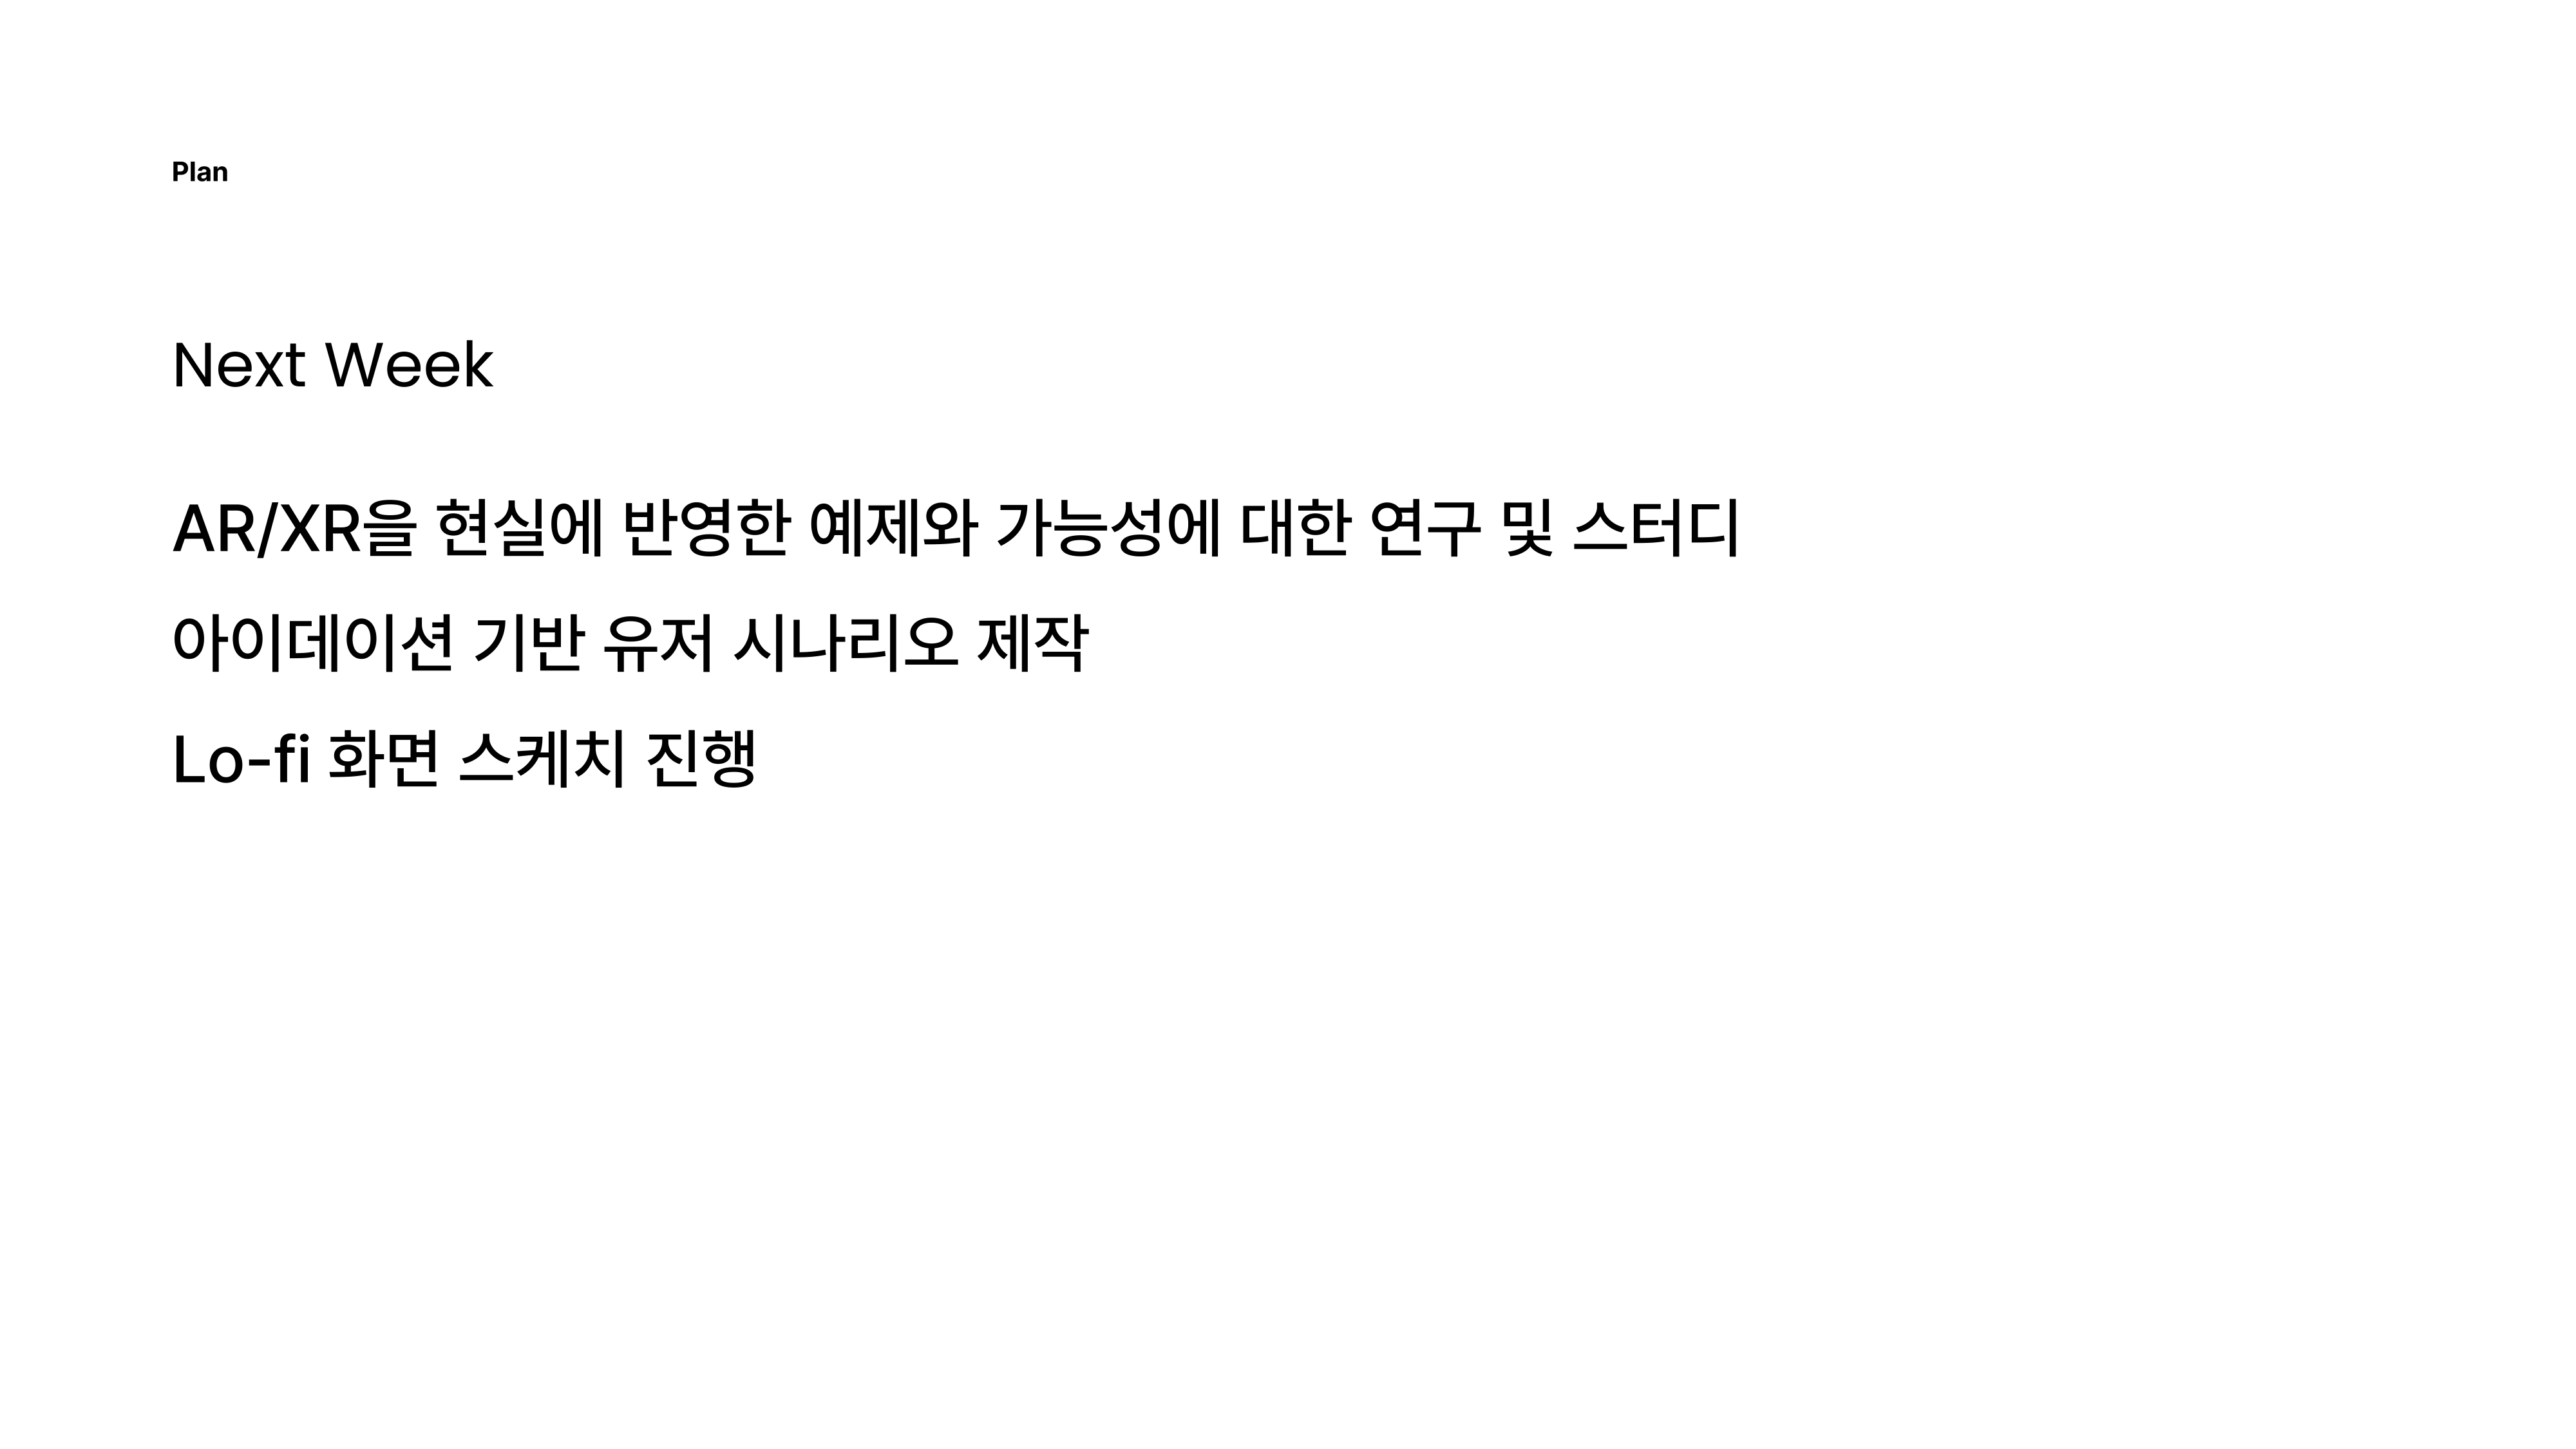 Plan
Next Week
AR/XR을 현실에 반영한 예제와 가능성에 대한 연구 및 스터디
아이데이션 기반 유저 시나리오 제작
Lo-fi 화면 스케치 진행